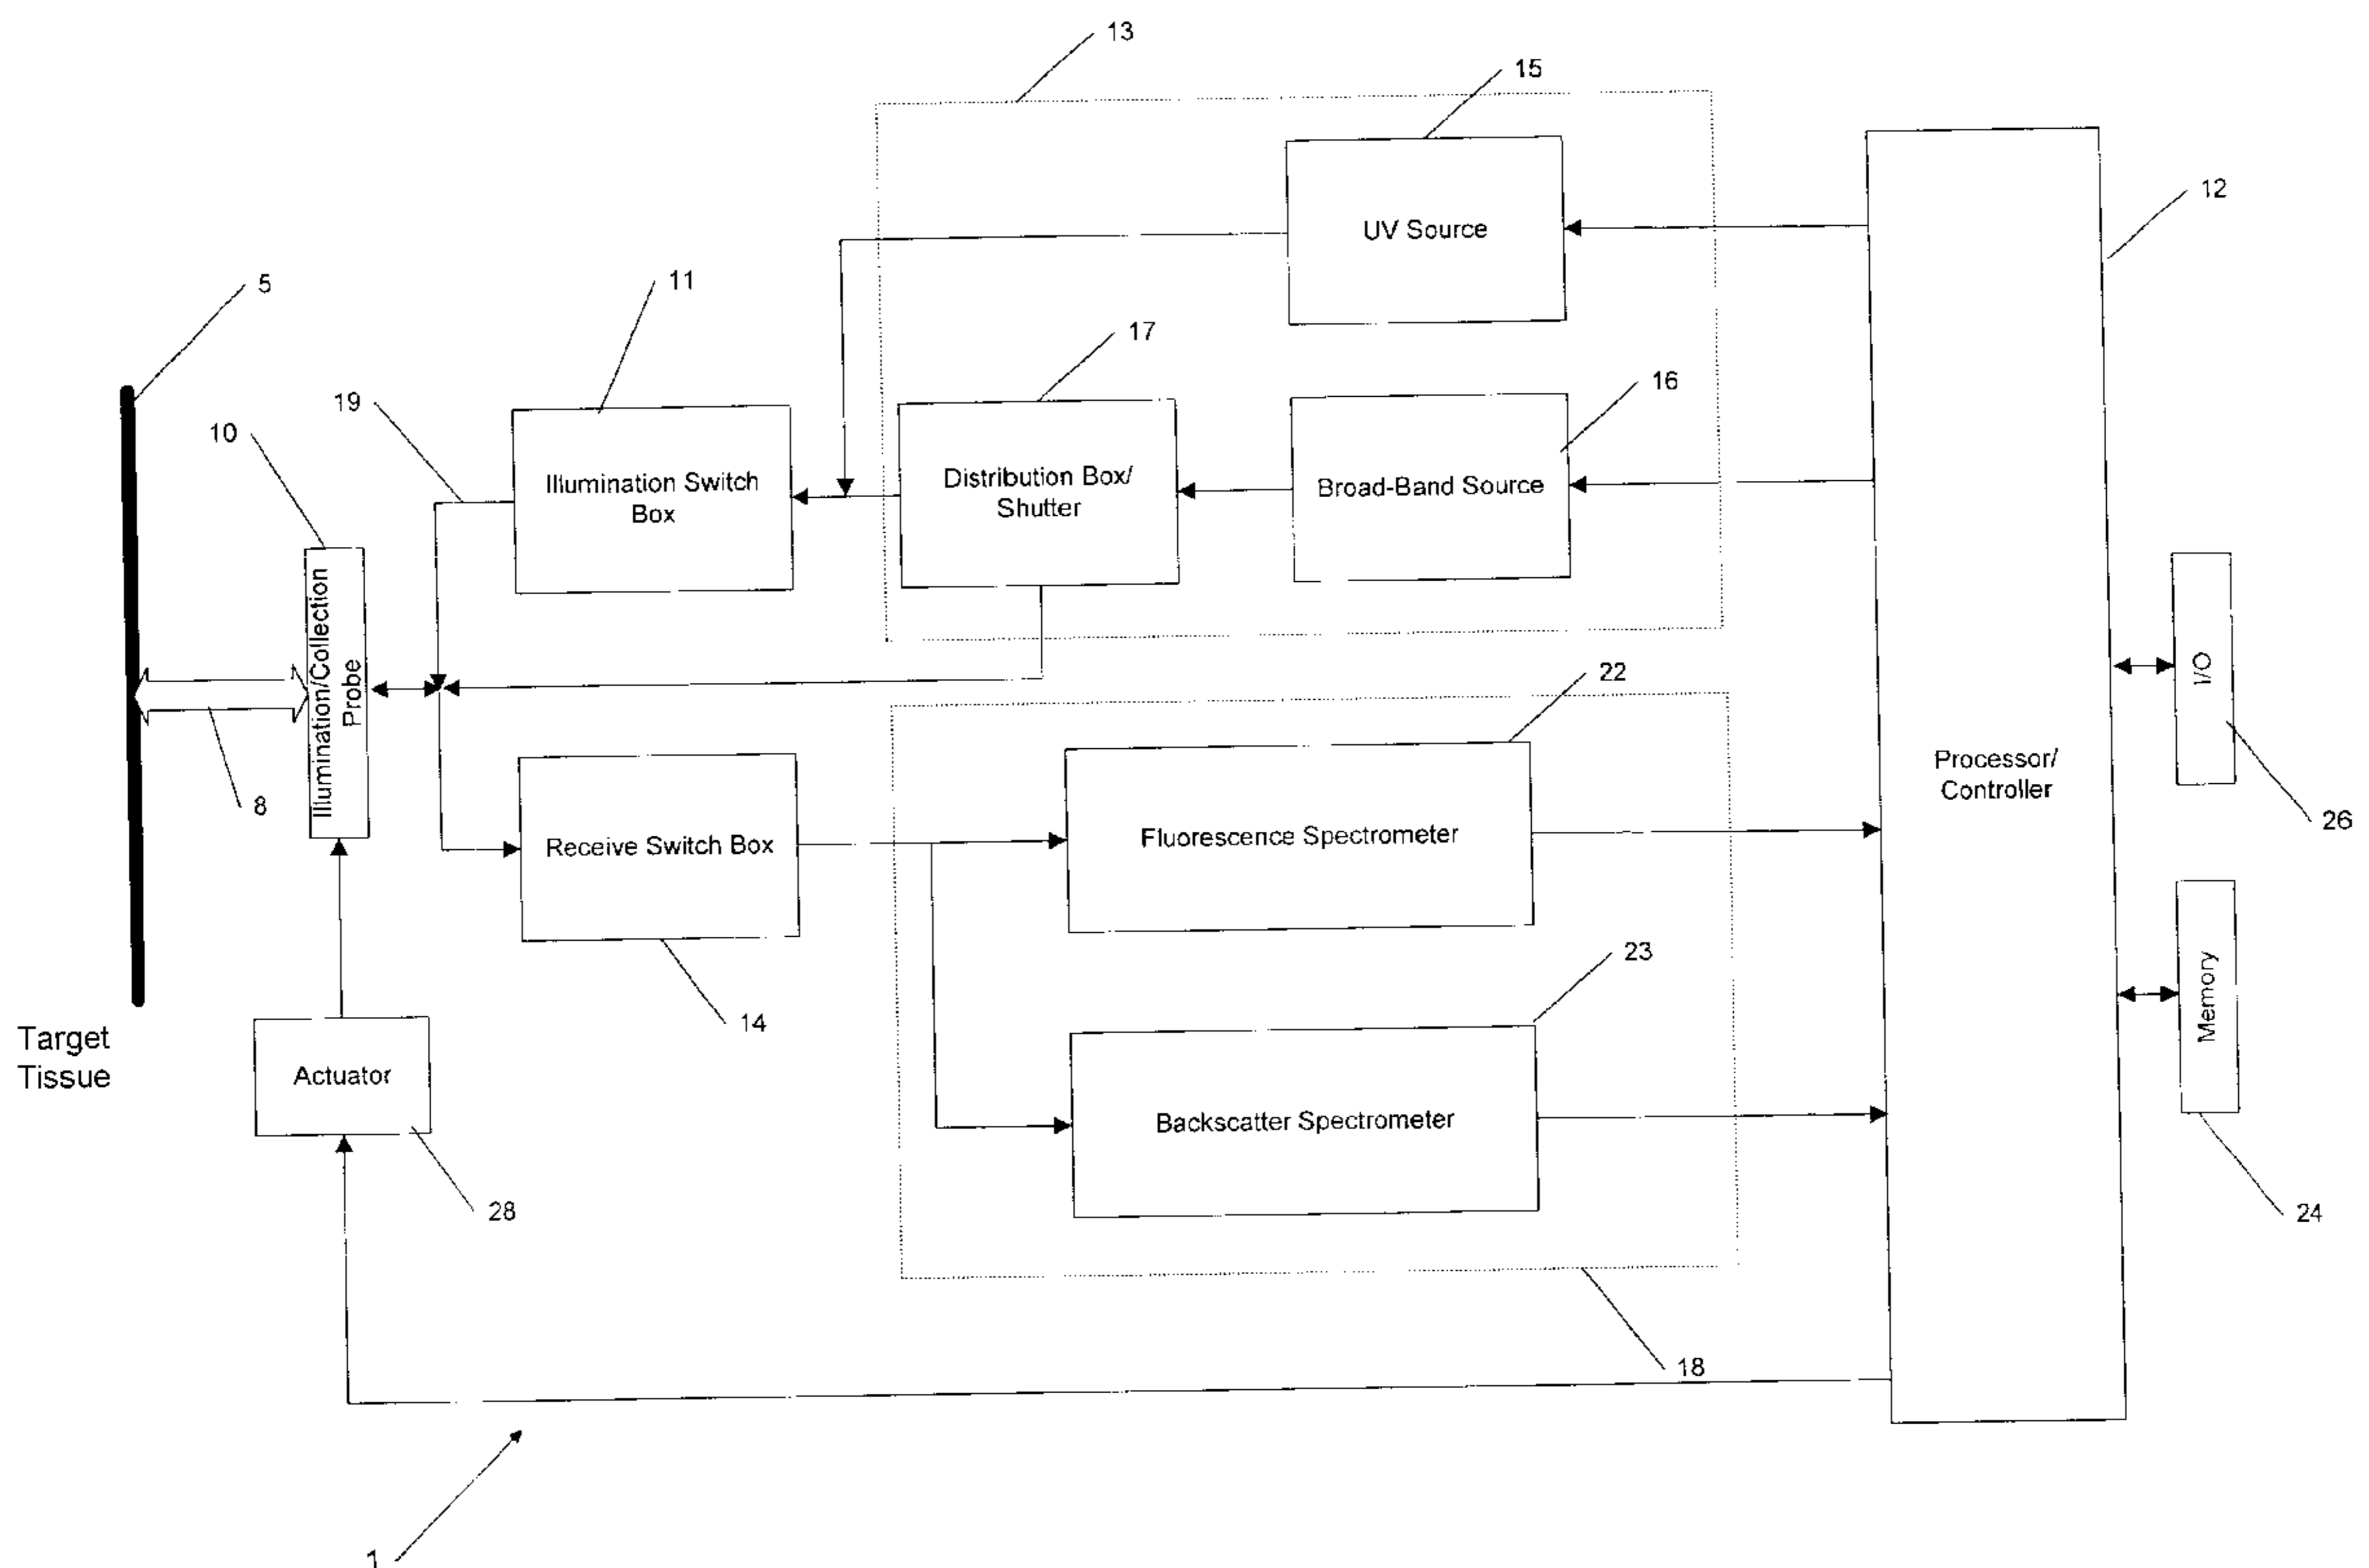 13
15
UV Source
12
5
11
17
16
19
10
Illumination Switch
Box
Distribution Box/
Shutter
Broad-Band Source
Illumination/Collection
Probe
8
I/O
26
22
Processor/
Controller
Receive Switch Box
Fluorescence Spectrometer
14
23
Memory
24
Target
Tissue
Actuator
28
Backscatter Spectrometer
18
1